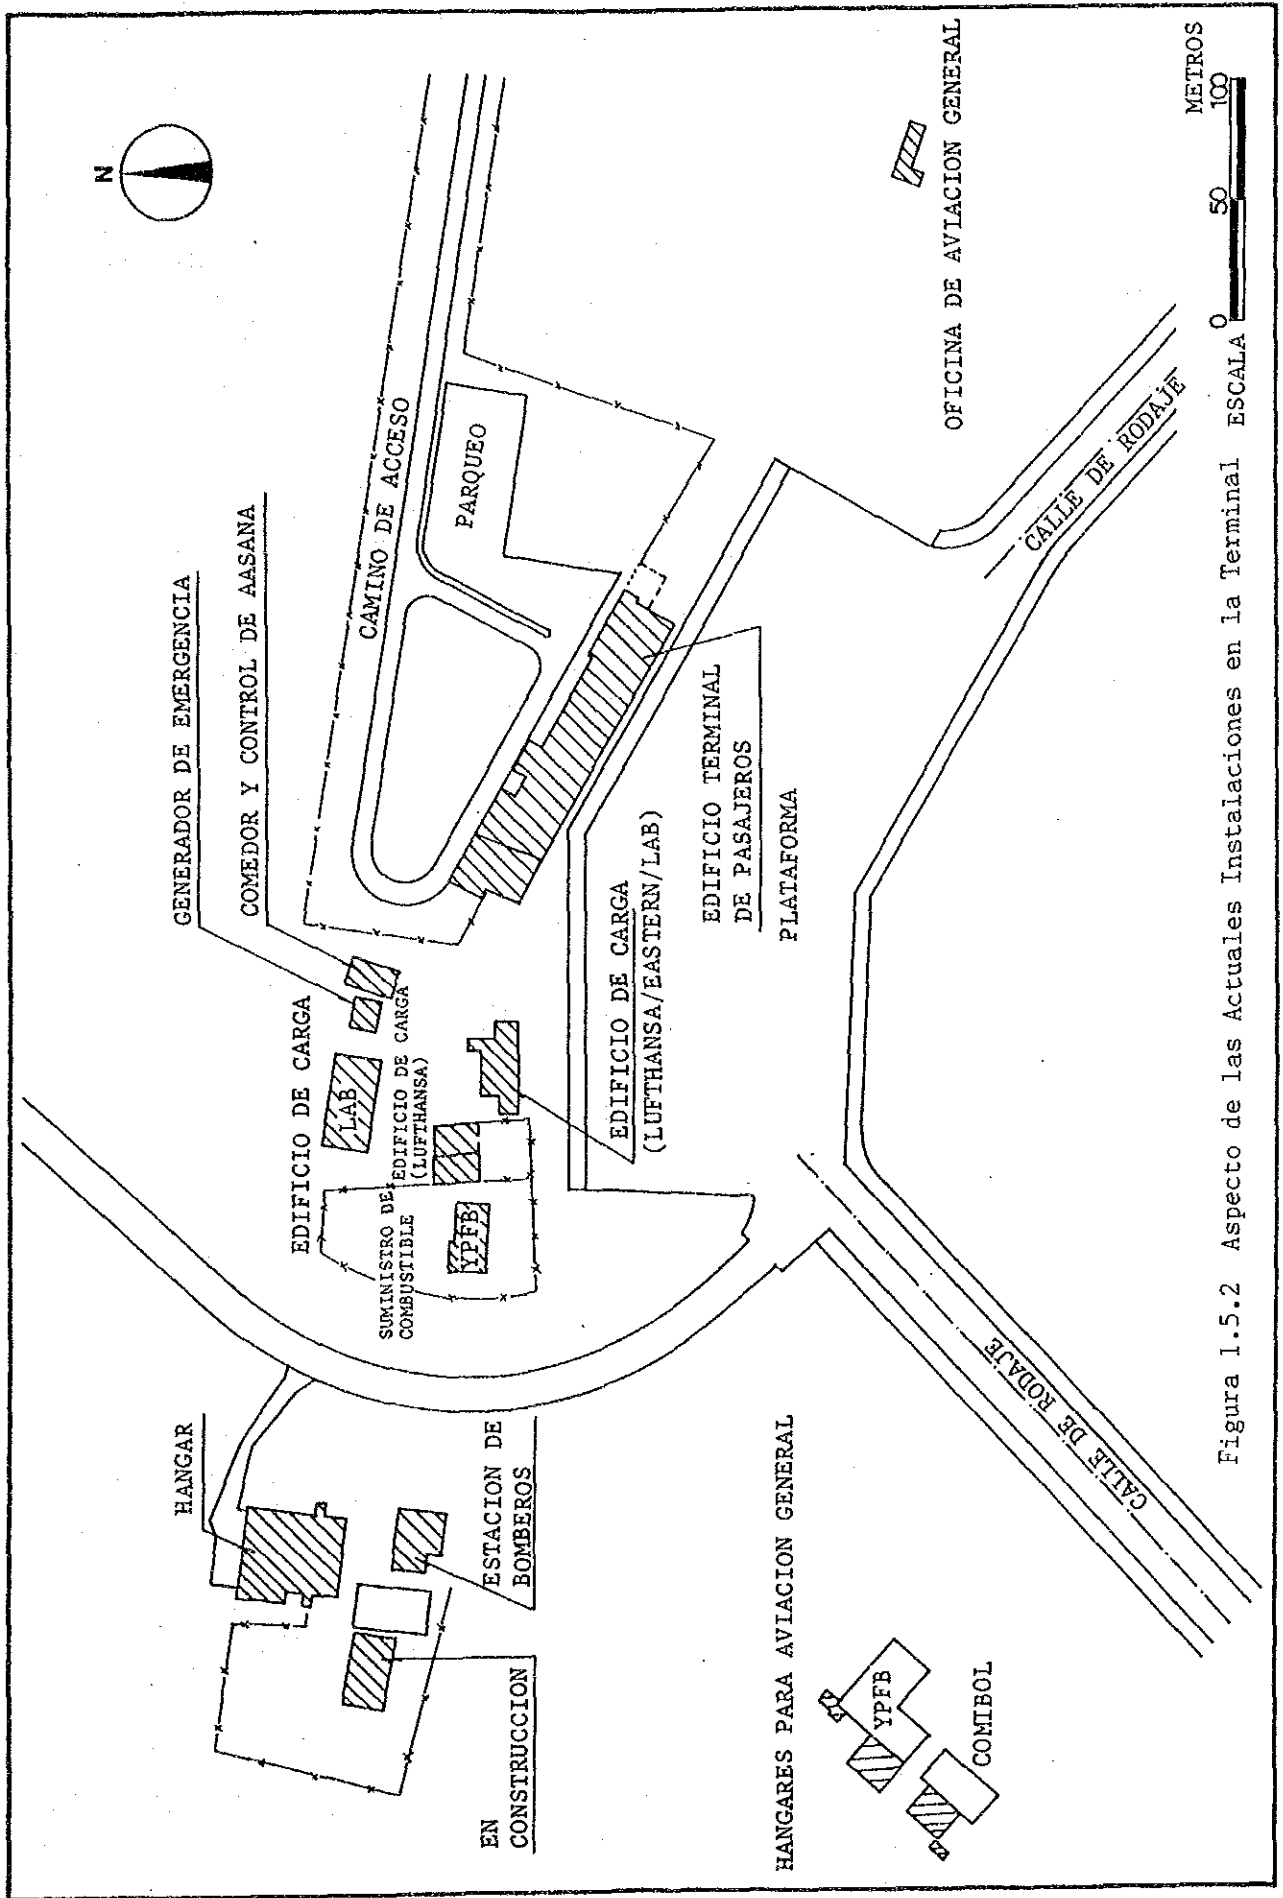 N
HANGAR
GENERADOR DE EMERGENCIA
COMEDOR Y CONTROL DE AASANA
EDIFICIO DE CARGA
LAB
CAMINO DE ACCESO
PARQUEO
SUMINISTRO DE
COMBUSTIBLE
EDIFICIO DE CARGA
(LUFTHANSA)
YPFB
ESTACION DE
BOMBEROS
EN
CONSTRUCCION
EDIFICIO DE CARGA
(LUFTHANSA/EASTERN/LAB)
EDIFICIO TERMINAL
DE PASAJEROS
PLATAFORMA
OFICINA DE AVIACION GENERAL
HANGARES PARA AVIACION GENERAL
YPFB
COMIBOL
CALLE DE RODAJE
CALLE DE RODAJE
METROS
0 50 100
ESCALA
Figura 1.5.2 Aspecto de las Actuales Instalaciones en la Terminal